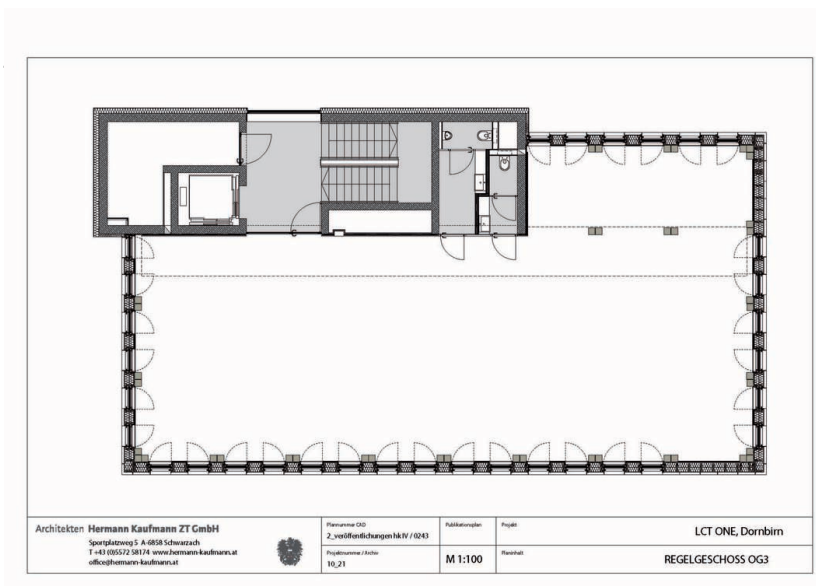 Architekten Hermann Kaufmann ZT GmbH
Sportplatzweg 5 A-6858 Schwarzach
T +43 (0)5572 58174 www.hermann-kaufmann.at
office@hermann-kaufmann.at
Plannummer CAD
2_veröffentlichungen hk IV / 0243
Projektnummer / Archiv
10_21
Publikationsplan
M 1:100
Projekt
LCT ONE, Dornbirn
Planinhalt
REGELGESCHOSS OG3